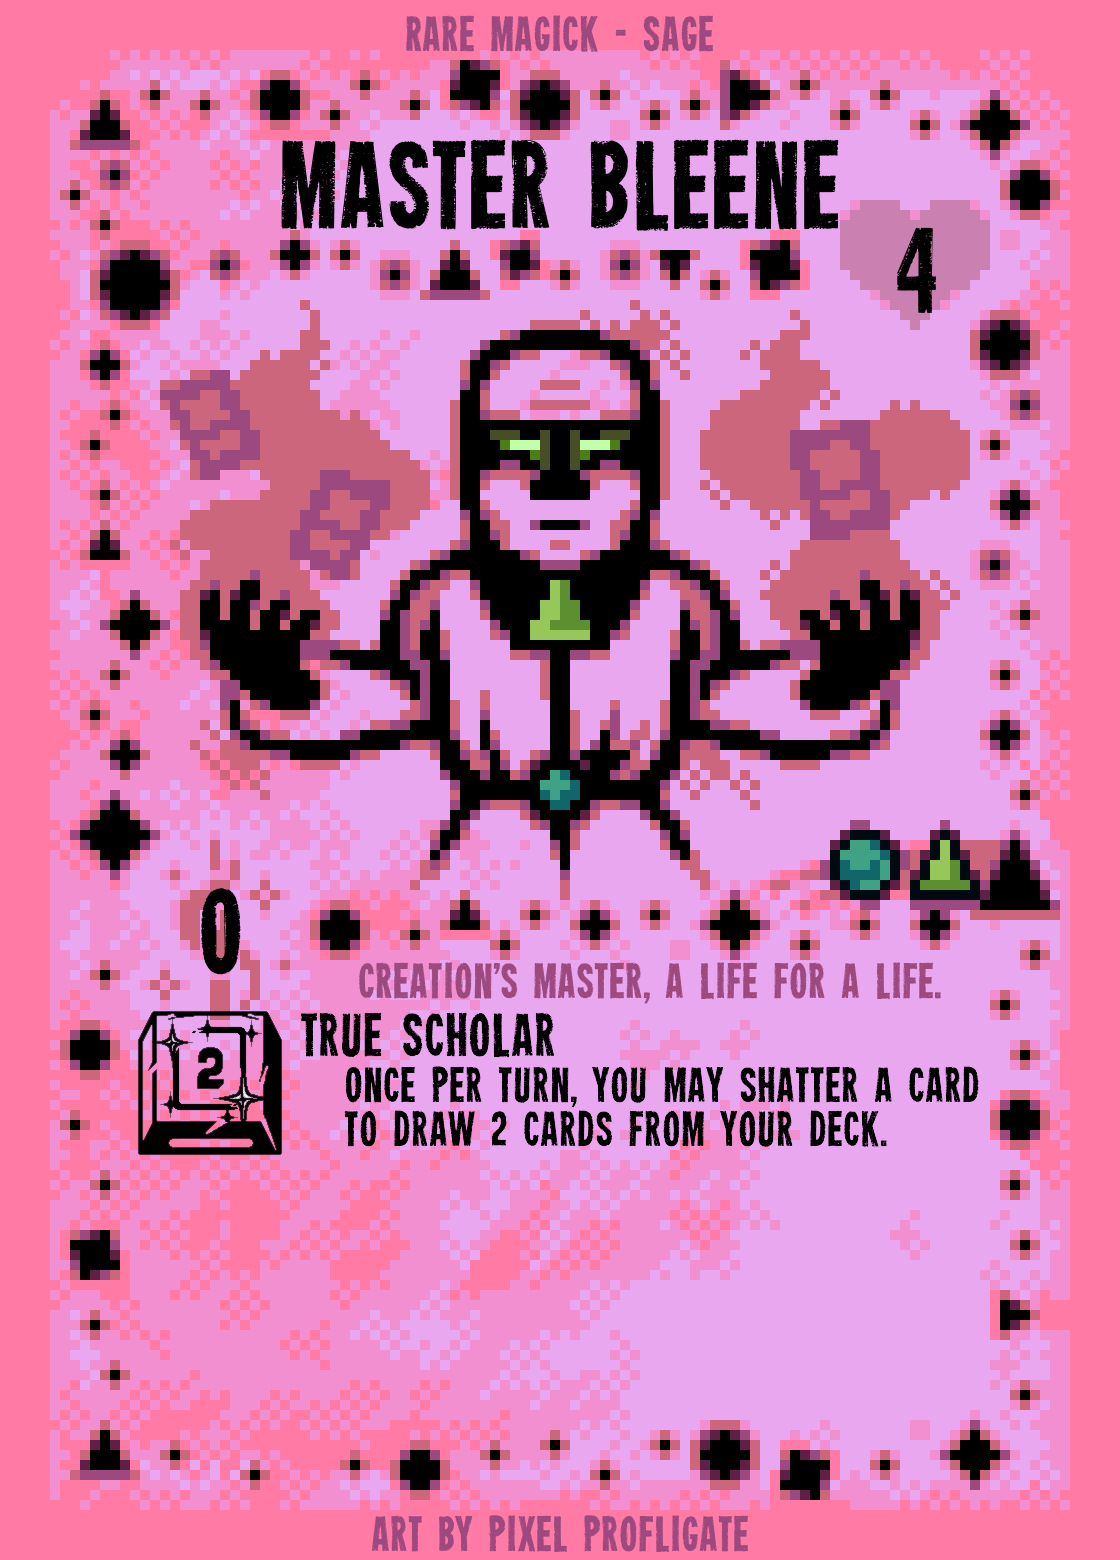 RARE MAGICK - SAGE
MASTER BLEENE
4
0
CREATION'S MASTER, A LIFE FOR A LIFE.
TRUE SCHOLAR
2
ONCE PER TURN, YOU MAY SHATTER A CARD
TO DRAW 2 CARDS FROM YOUR DECK.
ART BY PIXEL PROFLIGATE